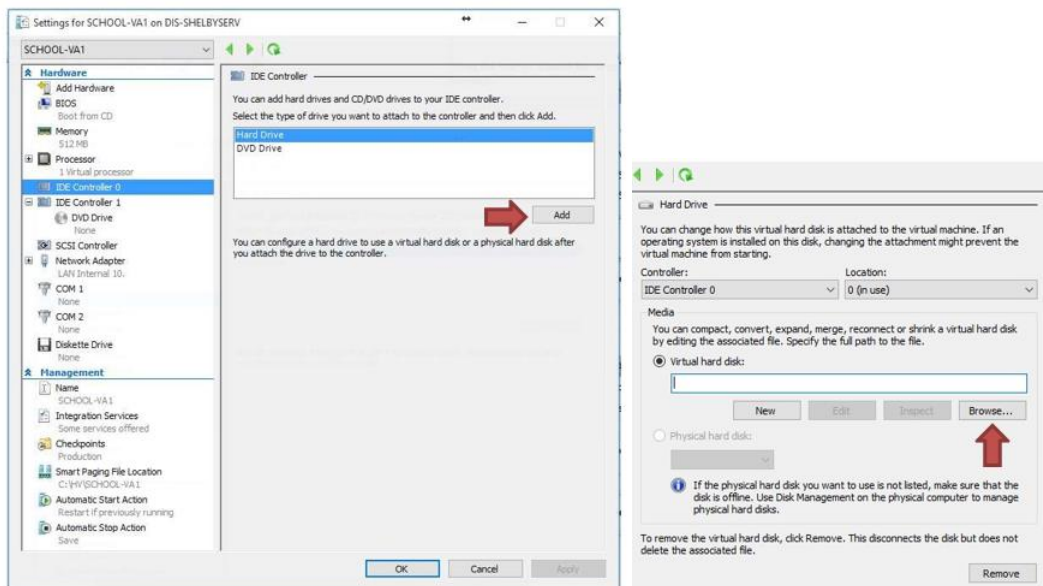 Settings for SCHOOL-VA1 on DIS-SHELBYSERV
SCHOOL-VA1
Hardware
Add Hardware
BIOS
Boot from CD
Memory
512 MB
Processor
1 Virtual processor
IDE Controller 0
IDE Controller 1
DVD Drive
None
SCSI Controller
Network Adapter
LAN Internal 10.
COM 1
None
COM 2
None
Diskette Drive
None
Management
Name
SCHOOL-VA1
Integration Services
Some services offered
Checkpoints
Production
Smart Paging File Location
C:\HV\SCHOOL-VA1
Automatic Start Action
Restart if previously running
Automatic Stop Action
Save
IDE Controller
You can add hard drives and CD/DVD drives to your IDE controller.
Select the type of drive you want to attach to the controller and then click Add.
Hard Drive
DVD Drive
Add
You can configure a hard drive to use a virtual hard disk or a physical hard disk after
you attach the drive to the controller.
OK Cancel Apply
Hard Drive
You can change how this virtual hard disk is attached to the virtual machine. If an
operating system is installed on this disk, changing the attachment might prevent the
virtual machine from starting.
Controller: Location:
IDE Controller 0 0 (in use)
Media
You can compact, convert, expand, merge, reconnect or shrink a virtual hard disk
by editing the associated file. Specify the full path to the file.
Virtual hard disk:
New Edit Inspect Browse...
Physical hard disk:
If the physical hard disk you want to use is not listed, make sure that the
disk is offline. Use Disk Management on the physical computer to manage
physical hard disks.
To remove the virtual hard disk, click Remove. This disconnects the disk but does not
delete the associated file.
Remove